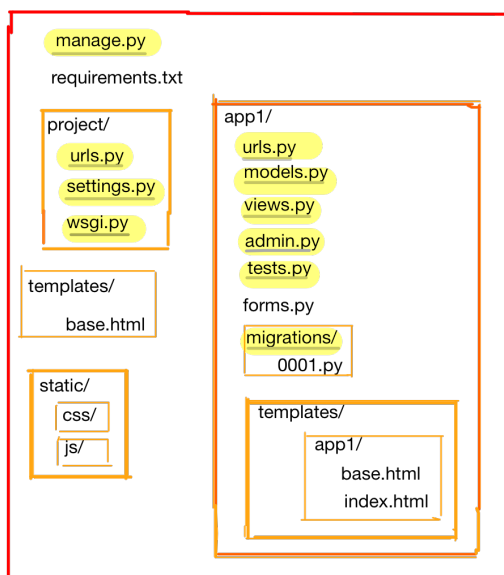 manage.py
requirements.txt
project/
urls.py
settings.py
wsgi.py
templates/
base.html
static/
css/
js/
app1/
urls.py
models.py
views.py
admin.py
tests.py
forms.py
migrations/
0001.py
templates/
app1/
base.html
index.html